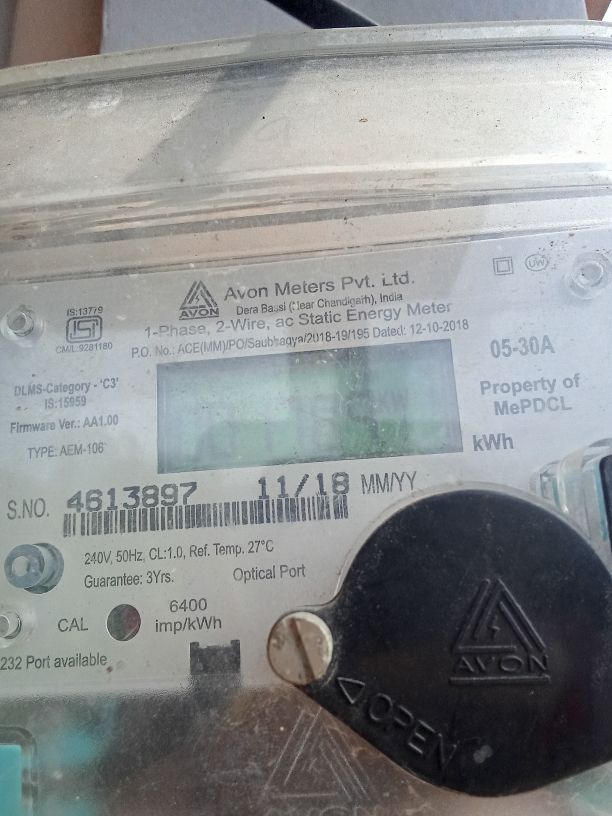 AVON
Avon Meters Pvt. Ltd.
Dera Bassi (Near Chandigarh), India
1-Phase, 2-Wire, ac Static Energy Meter
P.O. No.: ACE(MM)/PO/Saubhagya/2018-19/195 Dated: 12-10-2018
UW
IS:13779
ISI
CM/L:9281180
DLMS-Category - 'C3'
IS:15959
Firmware Ver.: AA1.00
TYPE: AEM-106
05-30A
Property of
MePDCL
kWh
S.NO. 4613897 11/18 MM/YY
240V, 50Hz, CL:1.0, Ref. Temp. 27°C
Guarantee: 3Yrs.
Optical Port
CAL
6400
imp/kWh
232 Port available
AVON
OPEN